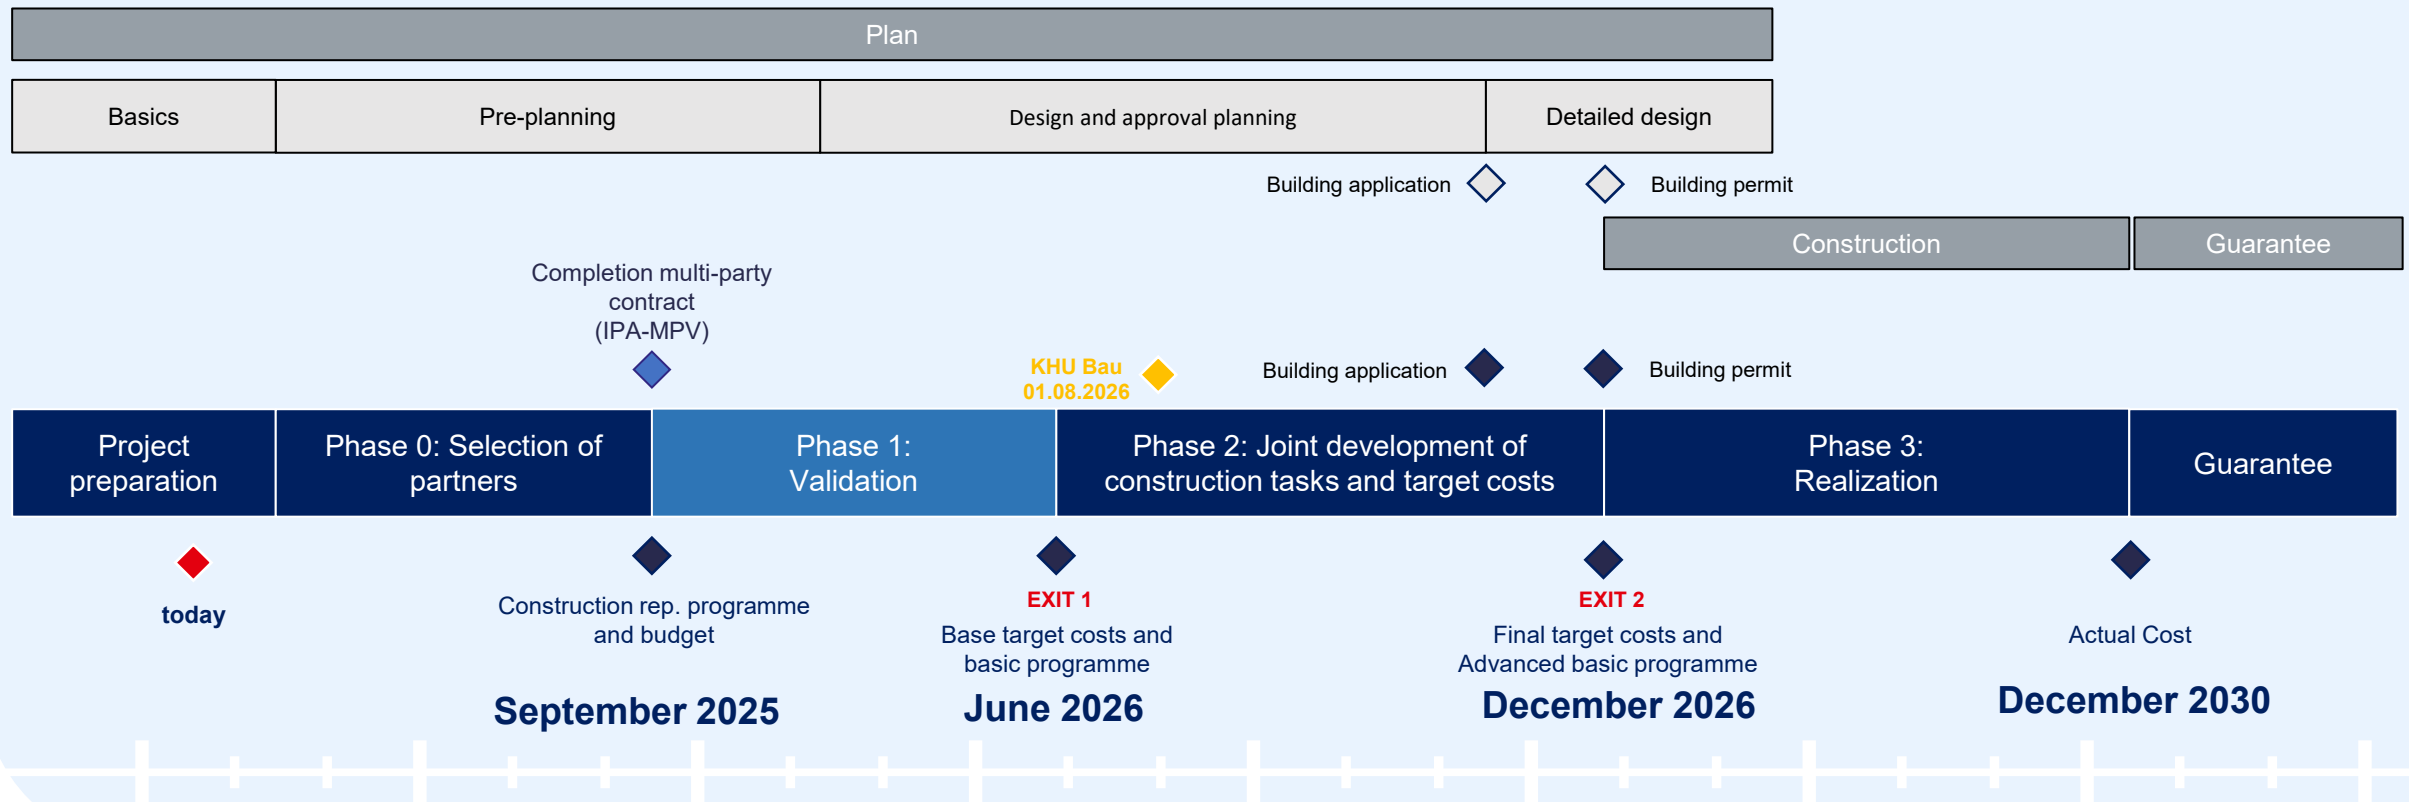 Plan
Basics
Pre-planning
Design and approval planning
Detailed design
Building application
Building permit
Construction
Guarantee
Completion multi-party
contract
(IPA-MPV)
KHU Bau
01.08.2026
Building application
Building permit
Project
preparation
Phase 0: Selection of
partners
Phase 1:
Validation
Phase 2: Joint development of
construction tasks and target costs
Phase 3:
Realization
Guarantee
today
Construction rep. programme
and budget
September 2025
EXIT 1
Base target costs and
basic programme
June 2026
EXIT 2
Final target costs and
Advanced basic programme
December 2026
Actual Cost
December 2030